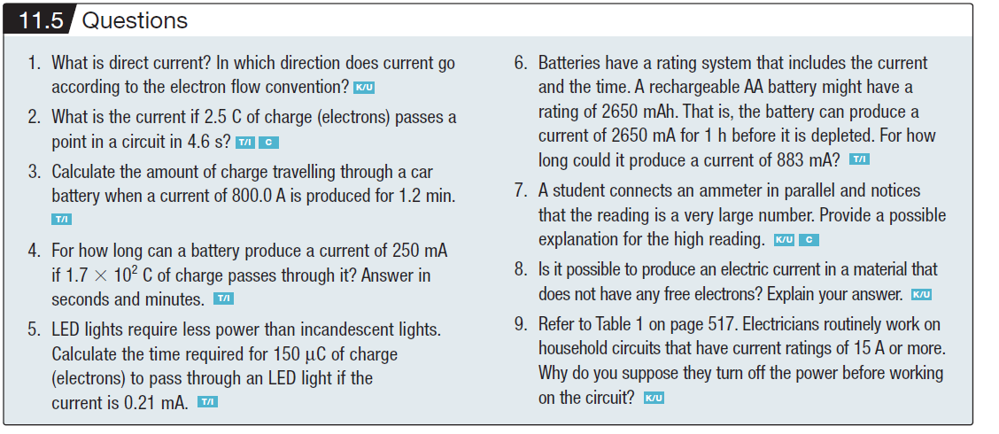 11.5 Questions
1. What is direct current? In which direction does current go
according to the electron flow convention? K/U
2. What is the current if 2.5 C of charge (electrons) passes a
point in a circuit in 4.6 s? T/I C
3. Calculate the amount of charge travelling through a car
battery when a current of 800.0 A is produced for 1.2 min.
T/I
4. For how long can a battery produce a current of 250 mA
if 1.7 × 10² C of charge passes through it? Answer in
seconds and minutes. T/I
5. LED lights require less power than incandescent lights.
Calculate the time required for 150 μC of charge
(electrons) to pass through an LED light if the
current is 0.21 mA. T/I
6. Batteries have a rating system that includes the current
and the time. A rechargeable AA battery might have a
rating of 2650 mAh. That is, the battery can produce a
current of 2650 mA for 1 h before it is depleted. For how
long could it produce a current of 883 mA? T/I
7. A student connects an ammeter in parallel and notices
that the reading is a very large number. Provide a possible
explanation for the high reading. K/U C
8. Is it possible to produce an electric current in a material that
does not have any free electrons? Explain your answer. K/U
9. Refer to Table 1 on page 517. Electricians routinely work on
household circuits that have current ratings of 15 A or more.
Why do you suppose they turn off the power before working
on the circuit? K/U